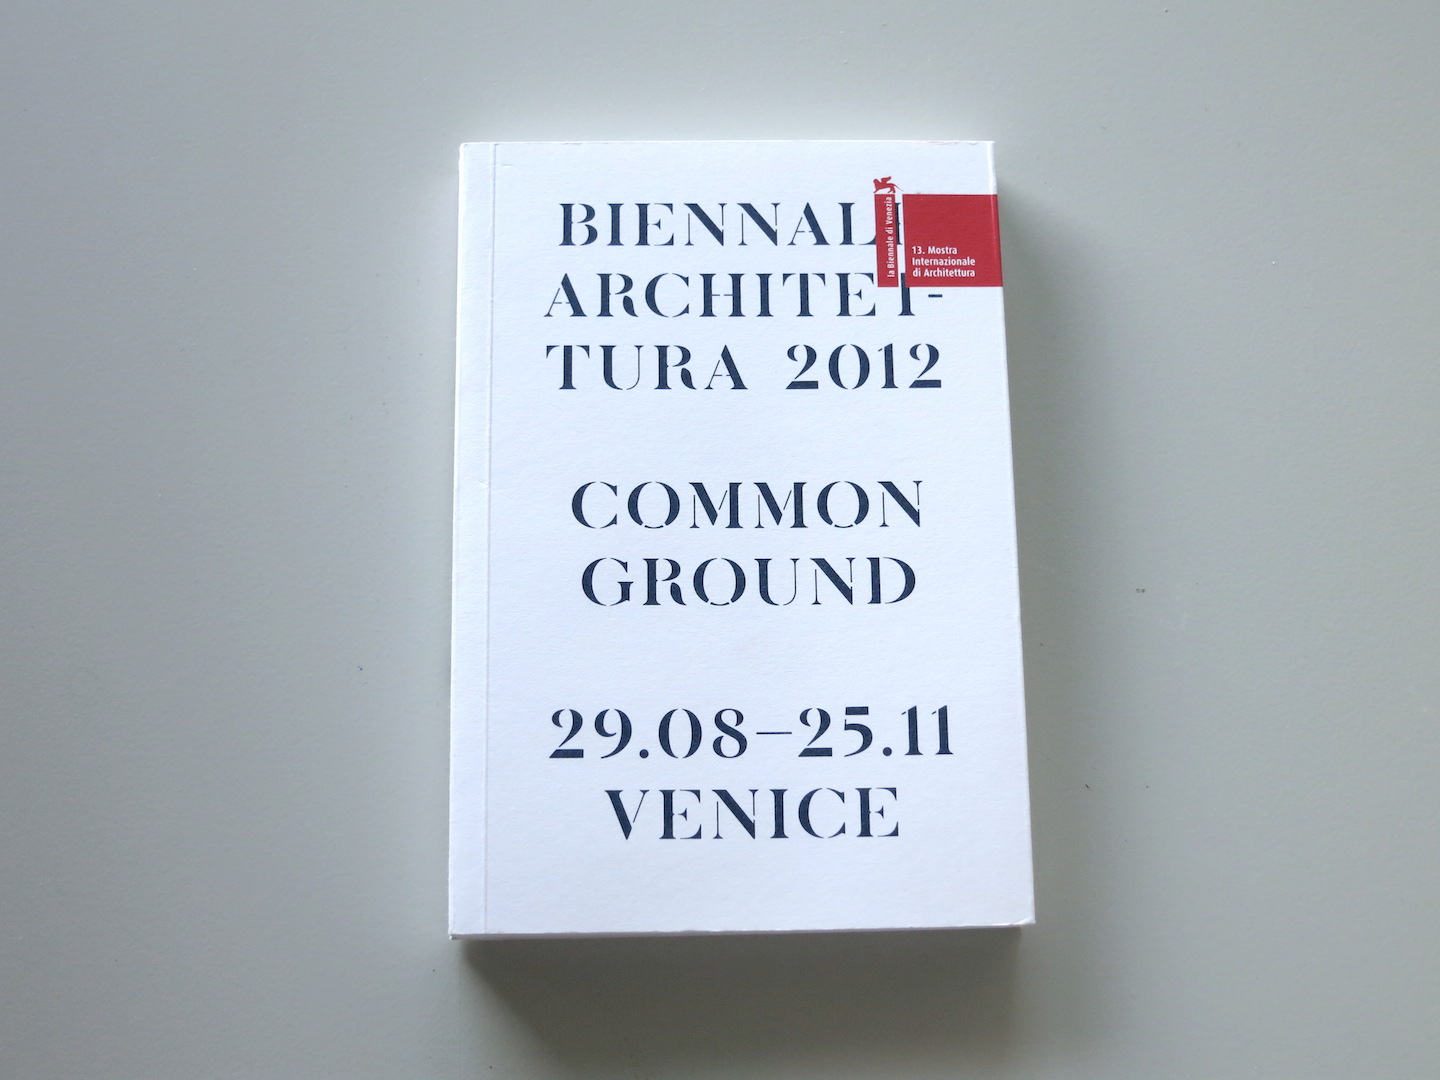 BIENNALE
ARCHITET-
TURA 2012
la Biennale di Venezia
13. Mostra
Internazionale
di Architettura
COMMON
GROUND
29.08–25.11
VENICE